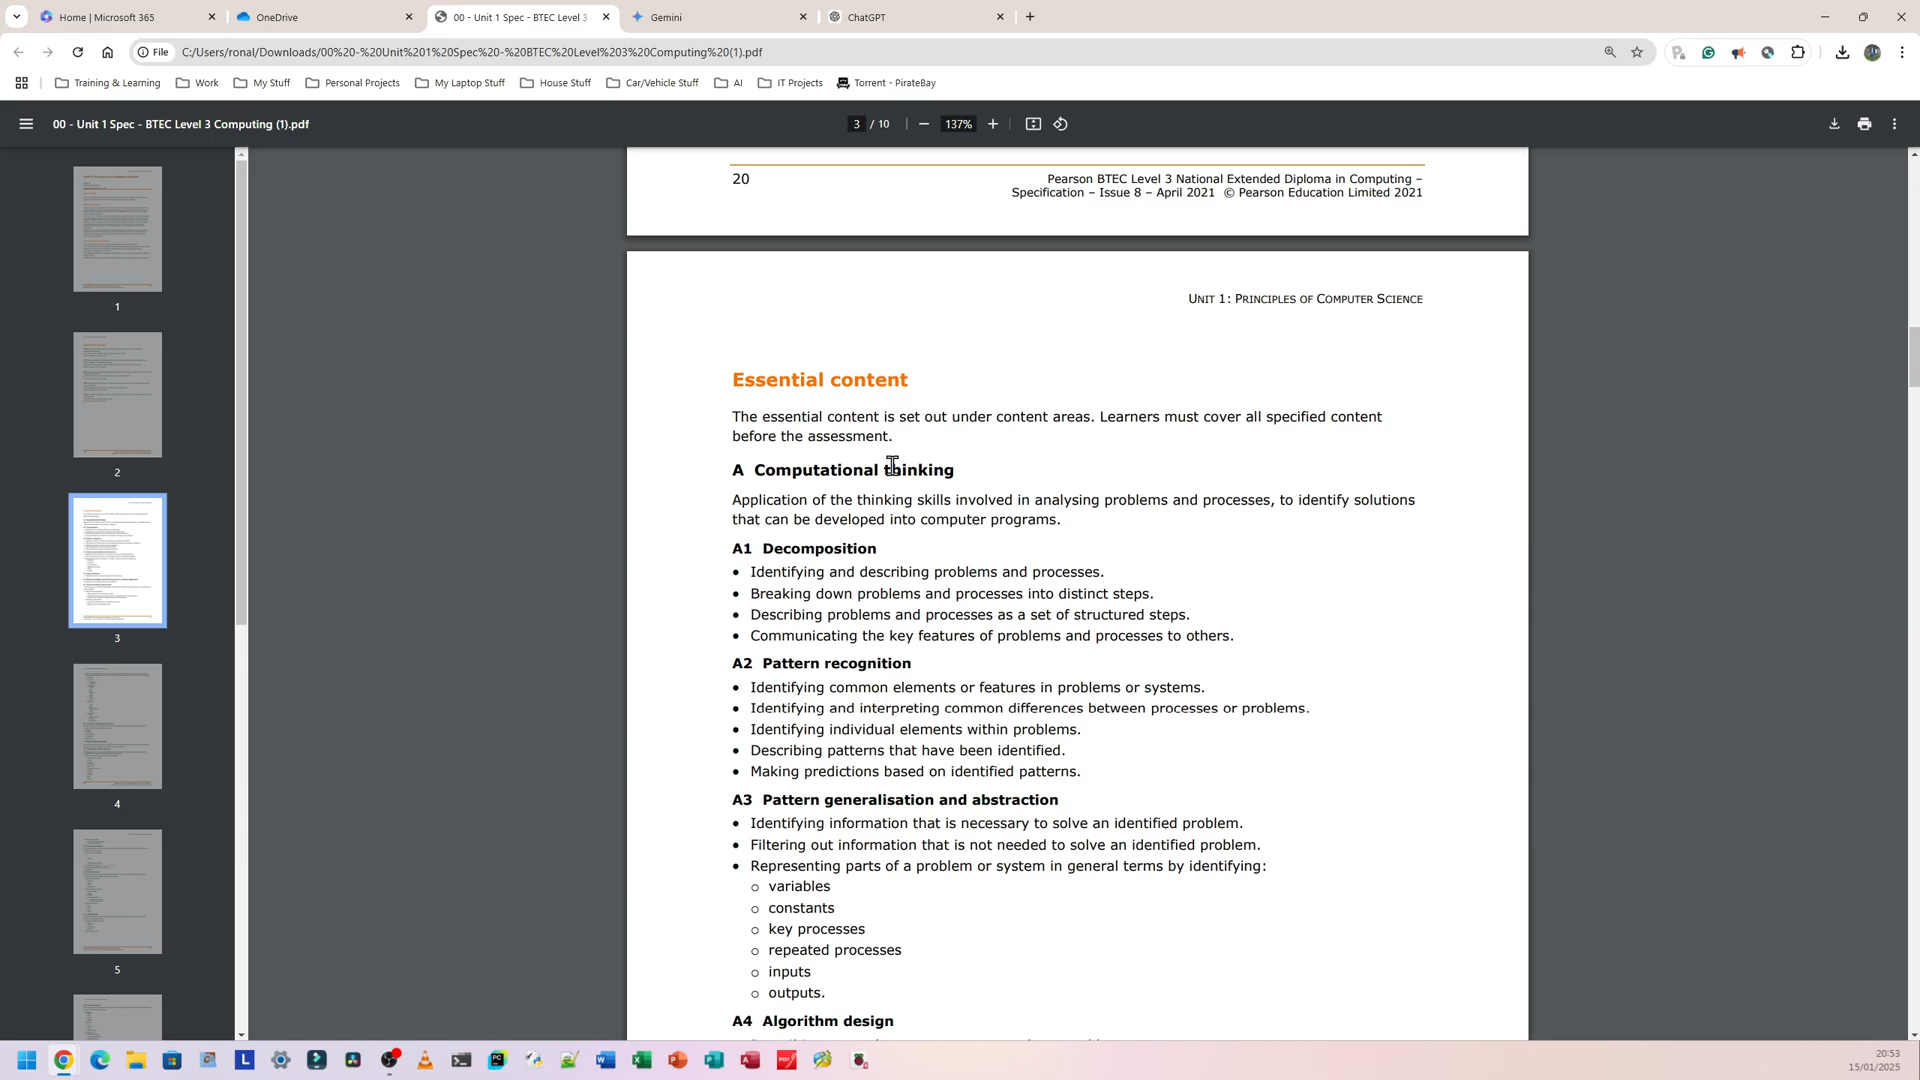 Home | Microsoft 365
OneDrive
00 - Unit 1 Spec - BTEC Level 3
Gemini
ChatGPT
File
C:/Users/ronal/Downloads/00%20-%20Unit%201%20Spec%20-%20BTEC%20Level%203%20Computing%20(1).pdf
Training & Learning
Work
My Stuff
Personal Projects
My Laptop Stuff
House Stuff
Car/Vehicle Stuff
AI
IT Projects
Torrent - PirateBay
00 - Unit 1 Spec - BTEC Level 3 Computing (1).pdf
3 / 10
137%
1
2
3
4
5
20
Pearson BTEC Level 3 National Extended Diploma in Computing –
Specification – Issue 8 – April 2021 © Pearson Education Limited 2021
UNIT 1: PRINCIPLES OF COMPUTER SCIENCE
Essential content
The essential content is set out under content areas. Learners must cover all specified content
before the assessment.
A Computational thinking
Application of the thinking skills involved in analysing problems and processes, to identify solutions
that can be developed into computer programs.
A1 Decomposition
• Identifying and describing problems and processes.
• Breaking down problems and processes into distinct steps.
• Describing problems and processes as a set of structured steps.
• Communicating the key features of problems and processes to others.
A2 Pattern recognition
• Identifying common elements or features in problems or systems.
• Identifying and interpreting common differences between processes or problems.
• Identifying individual elements within problems.
• Describing patterns that have been identified.
• Making predictions based on identified patterns.
A3 Pattern generalisation and abstraction
• Identifying information that is necessary to solve an identified problem.
• Filtering out information that is not needed to solve an identified problem.
• Representing parts of a problem or system in general terms by identifying:
o variables
o constants
o key processes
o repeated processes
o inputs
o outputs.
A4 Algorithm design
20:53
15/01/2025